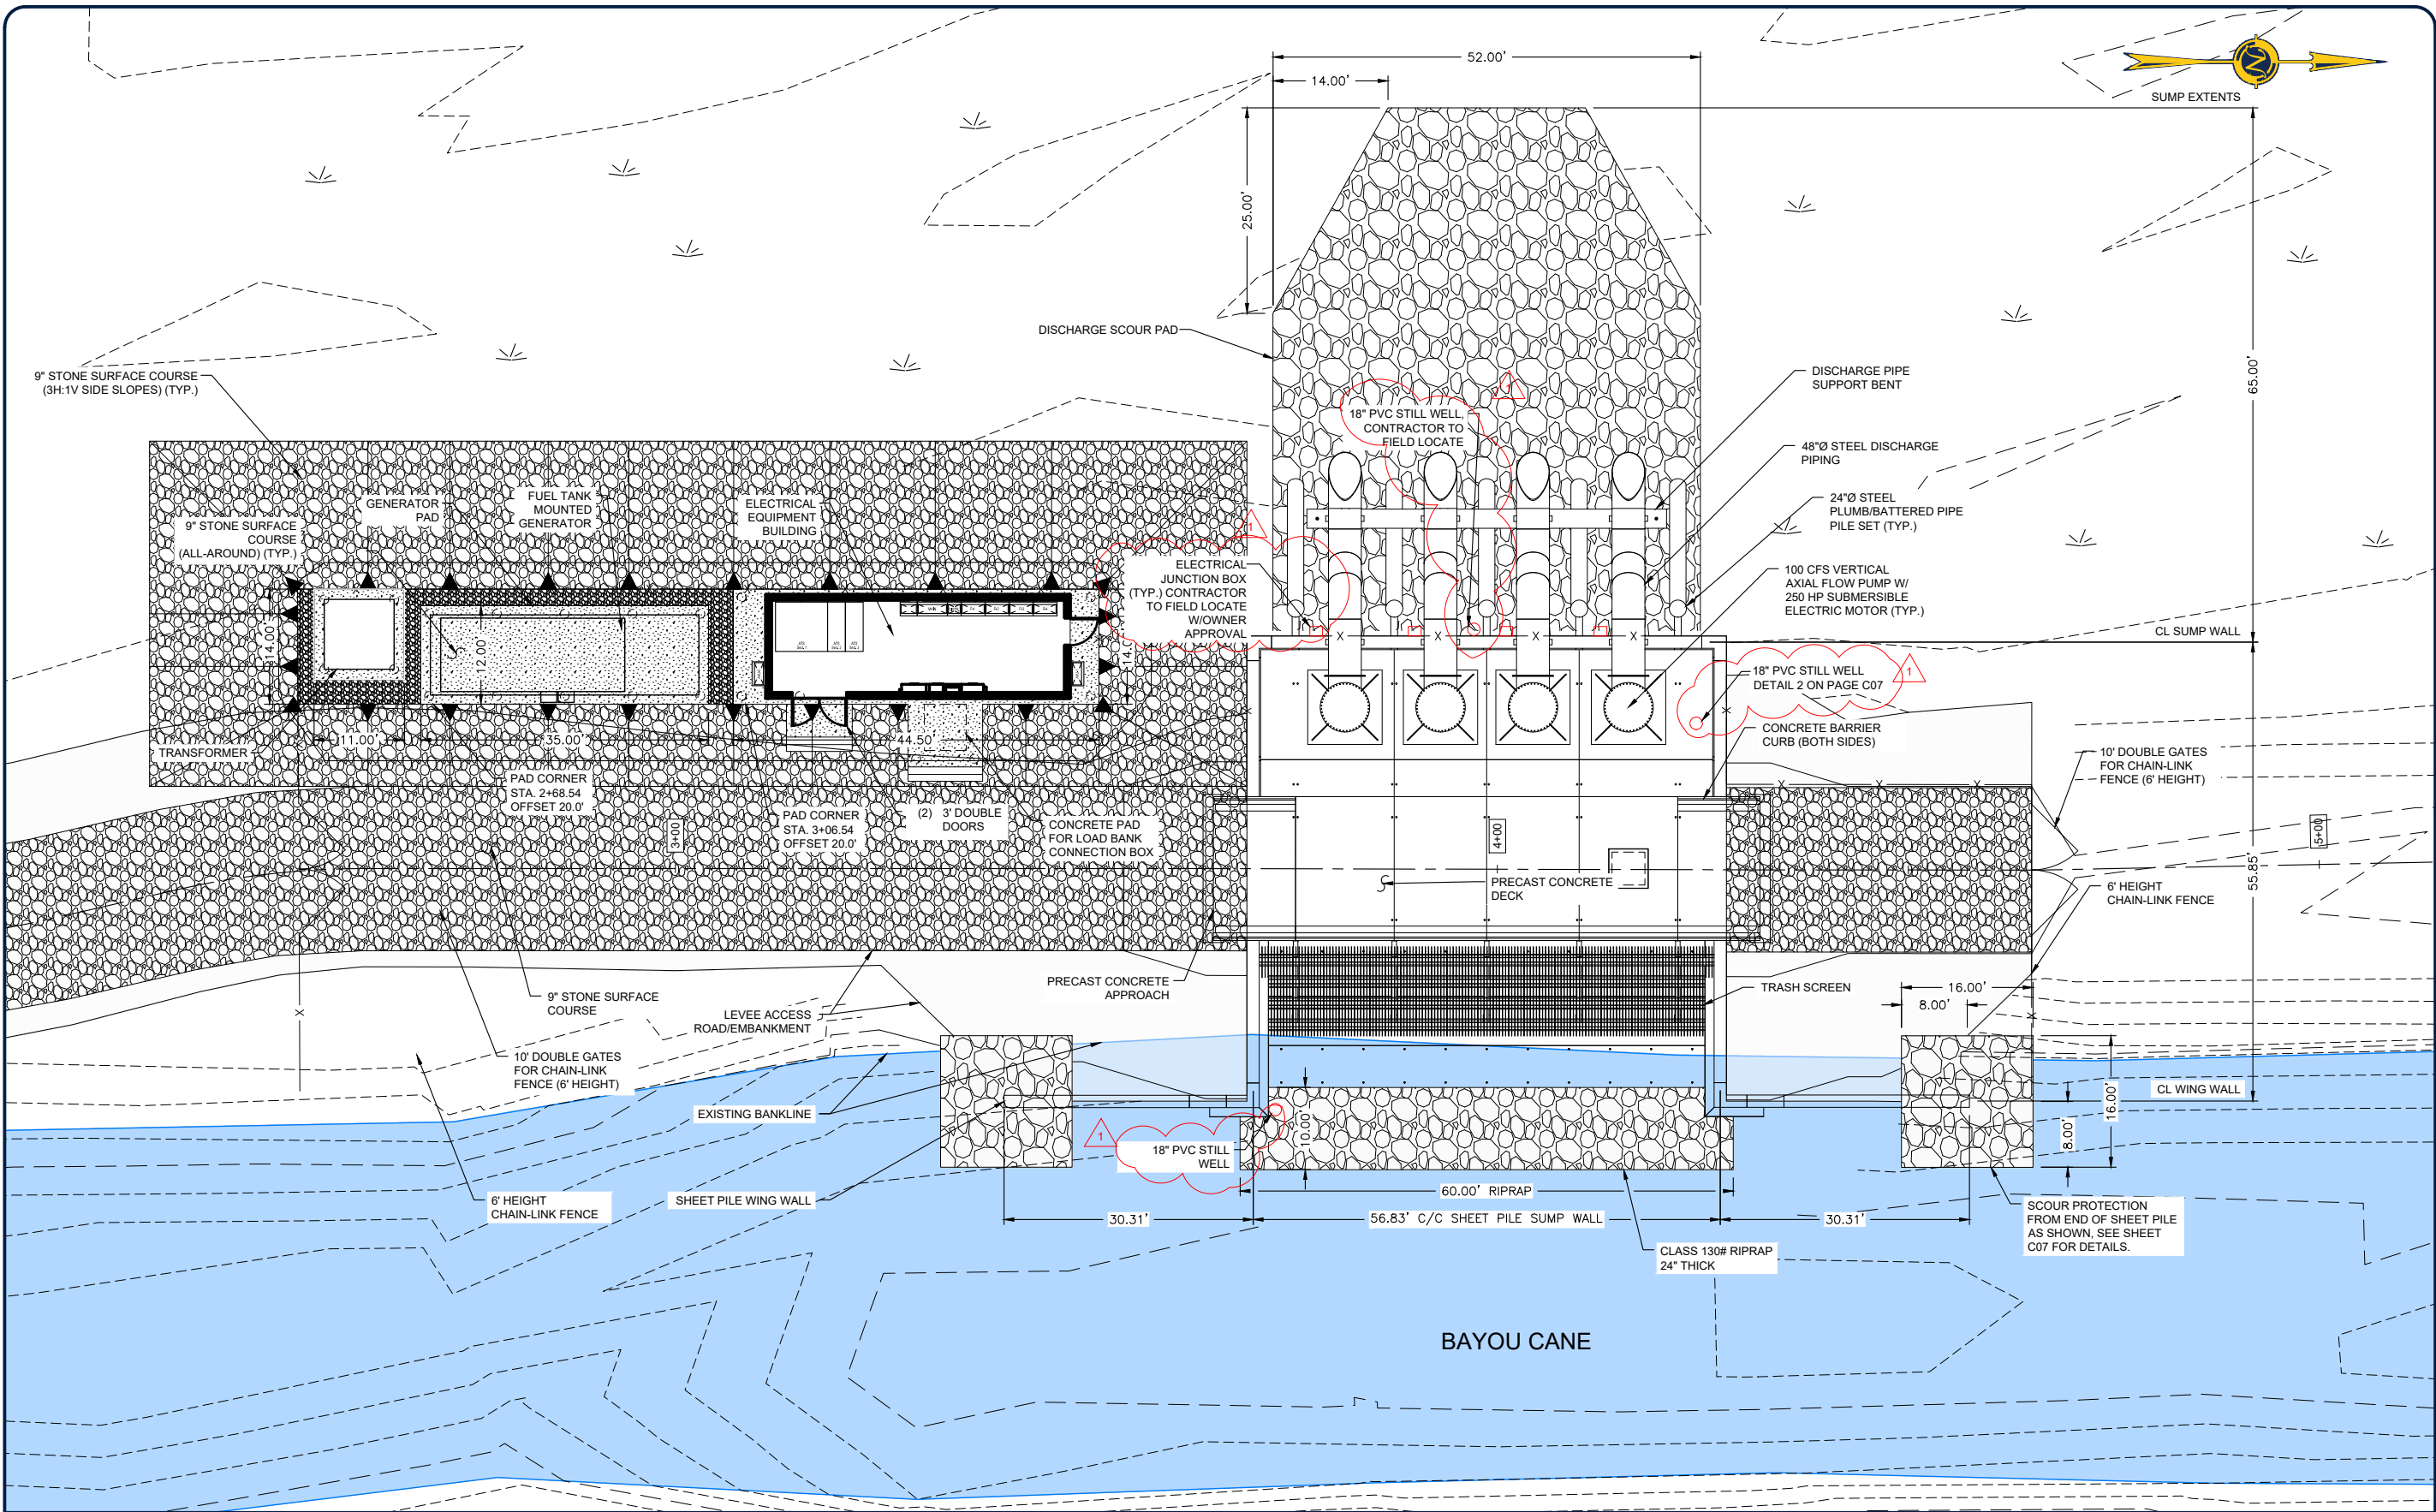 52.00'
14.00'
N
SUMP EXTENTS
25.00'
65.00'
DISCHARGE SCOUR PAD
9" STONE SURFACE COURSE
(3H:1V SIDE SLOPES) (TYP.)
DISCHARGE PIPE
SUPPORT BENT
1
18" PVC STILL WELL,
CONTRACTOR TO
FIELD LOCATE
48"Ø STEEL DISCHARGE
PIPING
24"Ø STEEL
PLUMB/BATTERED PIPE
PILE SET (TYP.)
9" STONE SURFACE
COURSE
(ALL-AROUND) (TYP.)
GENERATOR
PAD
FUEL TANK
MOUNTED
GENERATOR
ELECTRICAL
EQUIPMENT
BUILDING
1
ELECTRICAL
JUNCTION BOX
(TYP.) CONTRACTOR
TO FIELD LOCATE
W/OWNER
APPROVAL
100 CFS VERTICAL
AXIAL FLOW PUMP W/
250 HP SUBMERSIBLE
ELECTRIC MOTOR (TYP.)
CL SUMP WALL
14.00'
12.00'
X X X X
18" PVC STILL WELL
DETAIL 2 ON PAGE C07
1
CONCRETE BARRIER
CURB (BOTH SIDES)
TRANSFORMER
11.00'
35.00'
44.50'
10' DOUBLE GATES
FOR CHAIN-LINK
FENCE (6' HEIGHT)
PAD CORNER
STA. 2+68.54
OFFSET 20.0'
3+00
PAD CORNER
STA. 3+06.54
OFFSET 20.0'
(2) 3' DOUBLE
DOORS
CONCRETE PAD
FOR LOAD BANK
CONNECTION BOX
4+00
5+00
55.85'
PRECAST CONCRETE
DECK
6' HEIGHT
CHAIN-LINK FENCE
PRECAST CONCRETE
APPROACH
TRASH SCREEN
16.00'
8.00'
9" STONE SURFACE
COURSE
LEVEE ACCESS
ROAD/EMBANKMENT
10' DOUBLE GATES
FOR CHAIN-LINK
FENCE (6' HEIGHT)
EXISTING BANKLINE
CL WING WALL
16.00'
8.00'
10.00'
1
18" PVC STILL
WELL
6' HEIGHT
CHAIN-LINK FENCE
SHEET PILE WING WALL
60.00' RIPRAP
30.31'
56.83' C/C SHEET PILE SUMP WALL
30.31'
SCOUR PROTECTION
FROM END OF SHEET PILE
AS SHOWN, SEE SHEET
C07 FOR DETAILS.
CLASS 130# RIPRAP
24" THICK
BAYOU CANE